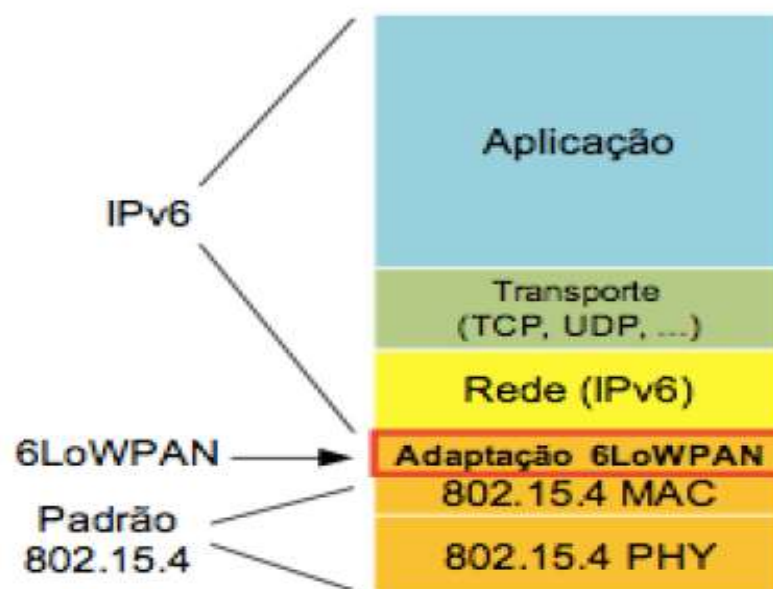 Aplicação
IPv6
Transporte
(TCP, UDP, ...)
Rede (IPv6)
6LoWPAN
Adaptação 6LoWPAN
802.15.4 MAC
Padrão
802.15.4
802.15.4 PHY